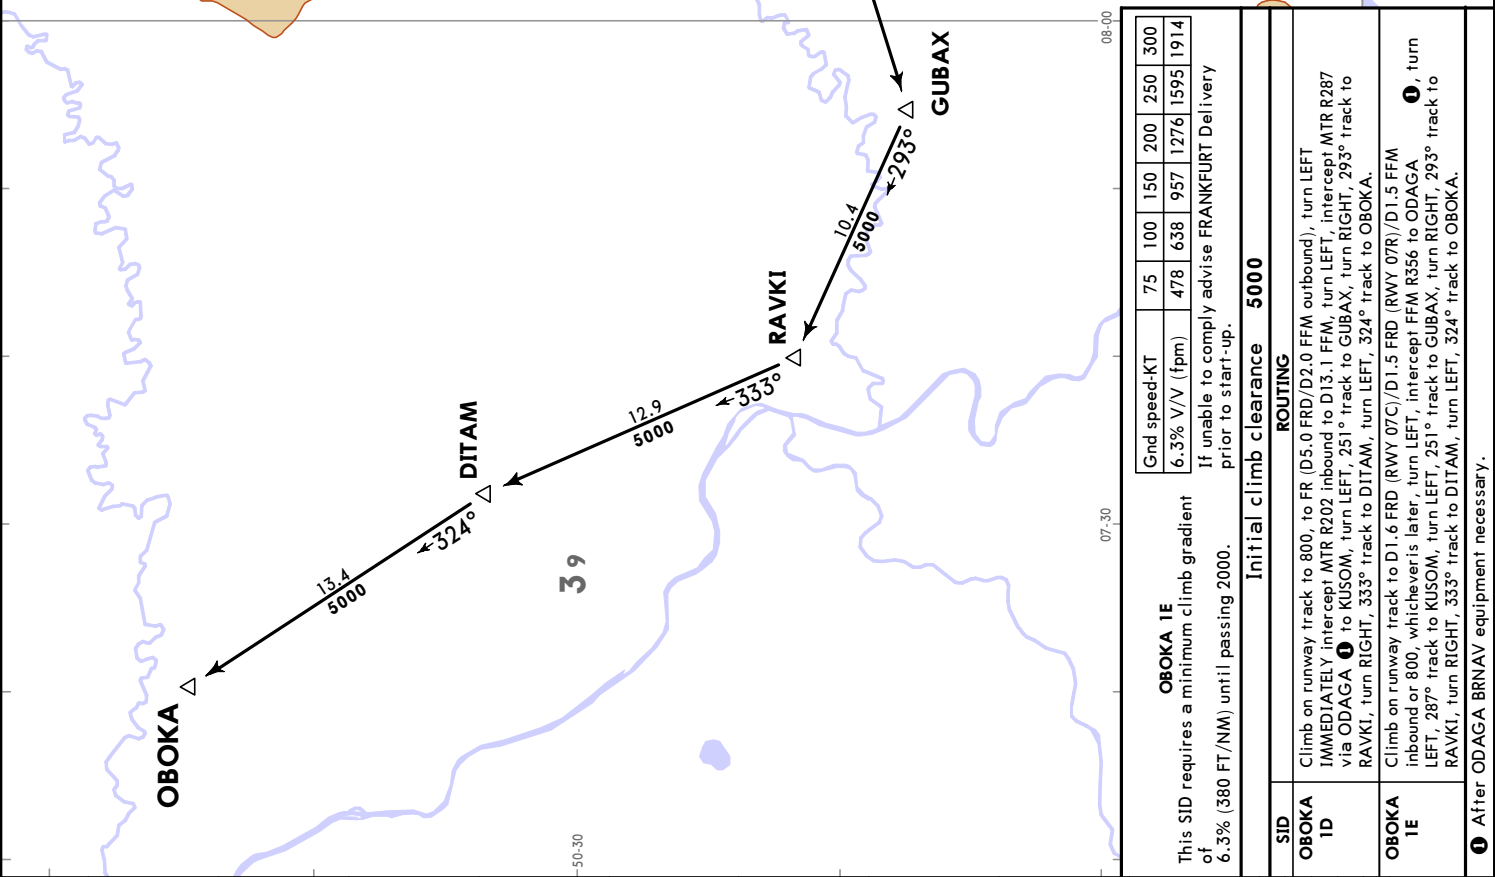 08-00
GUBAX
293°
10.4
5000
RAVKI
333°
12.9
5000
DITAM
324°
13.4
5000
OBOKA
39
07-30
50-30
OBOKA 1E
This SID requires a minimum climb gradient
of
6.3% (380 FT/NM) until passing 2000.
Gnd speed-KT 75 100 150 200 250 300
6.3% V/V (fpm) 478 638 957 1276 1595 1914
If unable to comply advise FRANKFURT Delivery
prior to start-up.
Initial climb clearance 5000
SID ROUTING
OBOKA
1D
Climb on runway track to 800, to FR (D5.0 FRD/D2.0 FFM outbound), turn LEFT
IMMEDIATELY intercept MTR R202 inbound to D13.1 FFM, turn LEFT, intercept MTR R287
via ODAGA ❶ to KUSOM, turn LEFT, 251° track to GUBAX, turn RIGHT, 293° track to
RAVKI, turn RIGHT, 333° track to DITAM, turn LEFT, 324° track to OBOKA.
OBOKA
1E
Climb on runway track to D1.6 FRD (RWY 07C)/D1.5 FRD (RWY 07R)/D1.5 FFM
inbound or 800, whichever is later, turn LEFT, intercept FFM R356 to ODAGA ❶, turn
LEFT, 287° track to KUSOM, turn LEFT, 251° track to GUBAX, turn RIGHT, 293° track to
RAVKI, turn RIGHT, 333° track to DITAM, turn LEFT, 324° track to OBOKA.
❶ After ODAGA BRNAV equipment necessary.